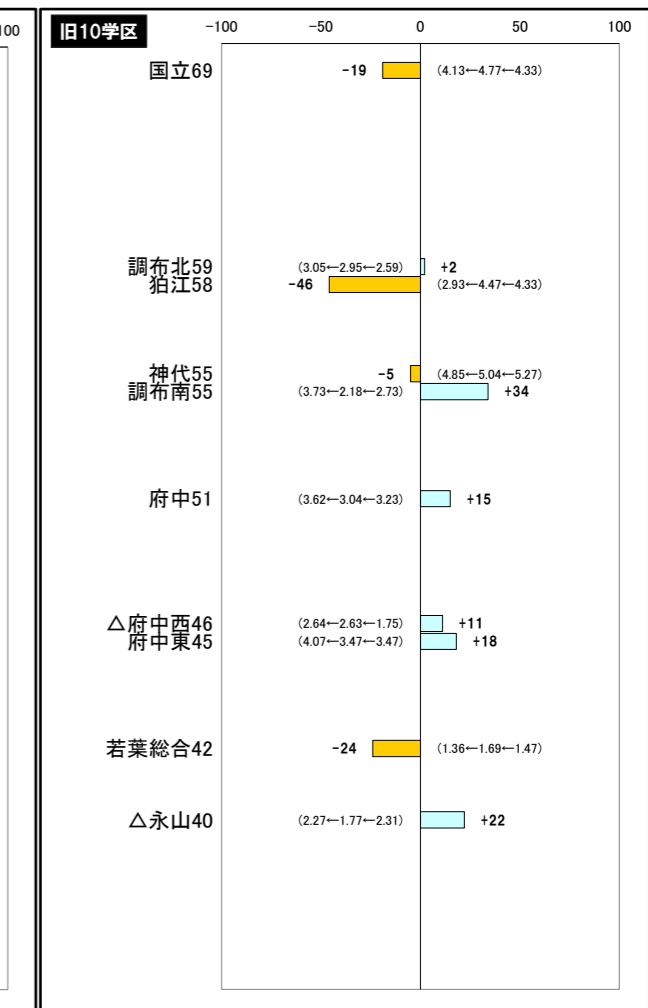 100
旧10学区
-100 -50 0 50 100
国立69 -19 (4.13←4.77←4.33)
調布北59 (3.05←2.95←2.59) +2
狛江58 -46 (2.93←4.47←4.33)
神代55 -5 (4.85←5.04←5.27)
調布南55 (3.73←2.18←2.73) +34
府中51 (3.62←3.04←3.23) +15
△府中西46 (2.64←2.63←1.75) +11
府中東45 (4.07←3.47←3.47) +18
若葉総合42 -24 (1.36←1.69←1.47)
△永山40 (2.27←1.77←2.31) +22